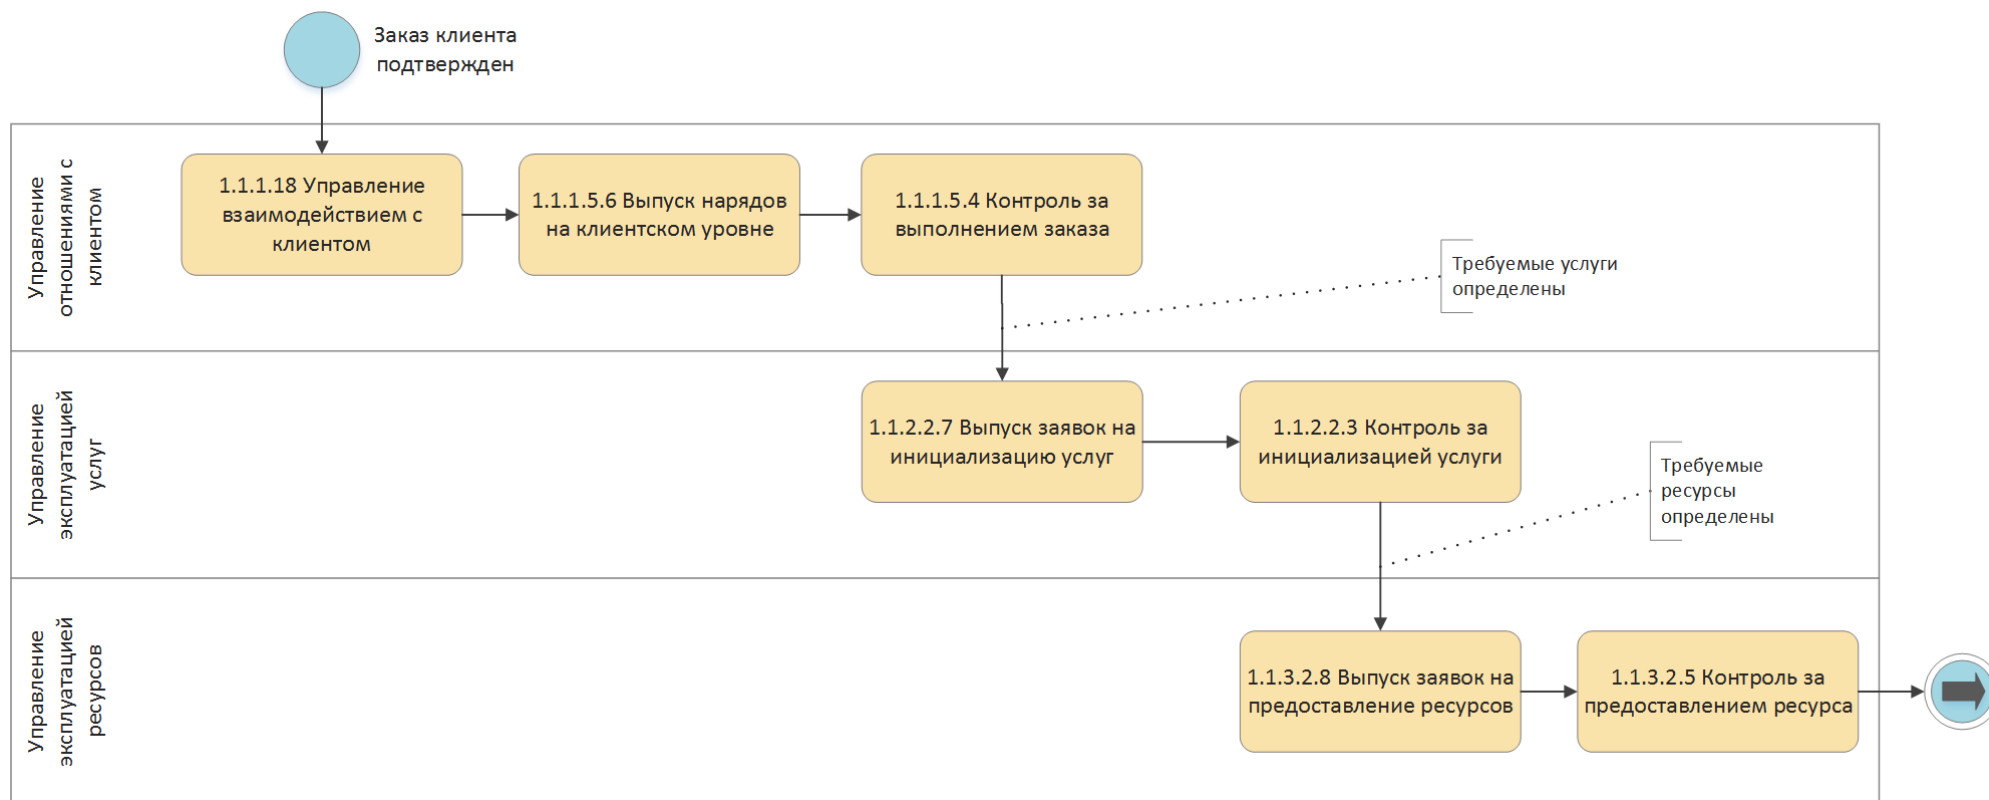 Заказ клиента
подтвержден
Управление
отношениями с
клиентом
1.1.1.18 Управление
взаимодействием с
клиентом
1.1.1.5.6 Выпуск нарядов
на клиентском уровне
1.1.1.5.4 Контроль за
выполнением заказа
Требуемые услуги
определены
Управление
эксплуатацией
услуг
1.1.2.2.7 Выпуск заявок на
инициализацию услуг
1.1.2.2.3 Контроль за
инициализацией услуги
Требуемые
ресурсы
определены
Управление
эксплуатацией
ресурсов
1.1.3.2.8 Выпуск заявок на
предоставление ресурсов
1.1.3.2.5 Контроль за
предоставлением ресурса